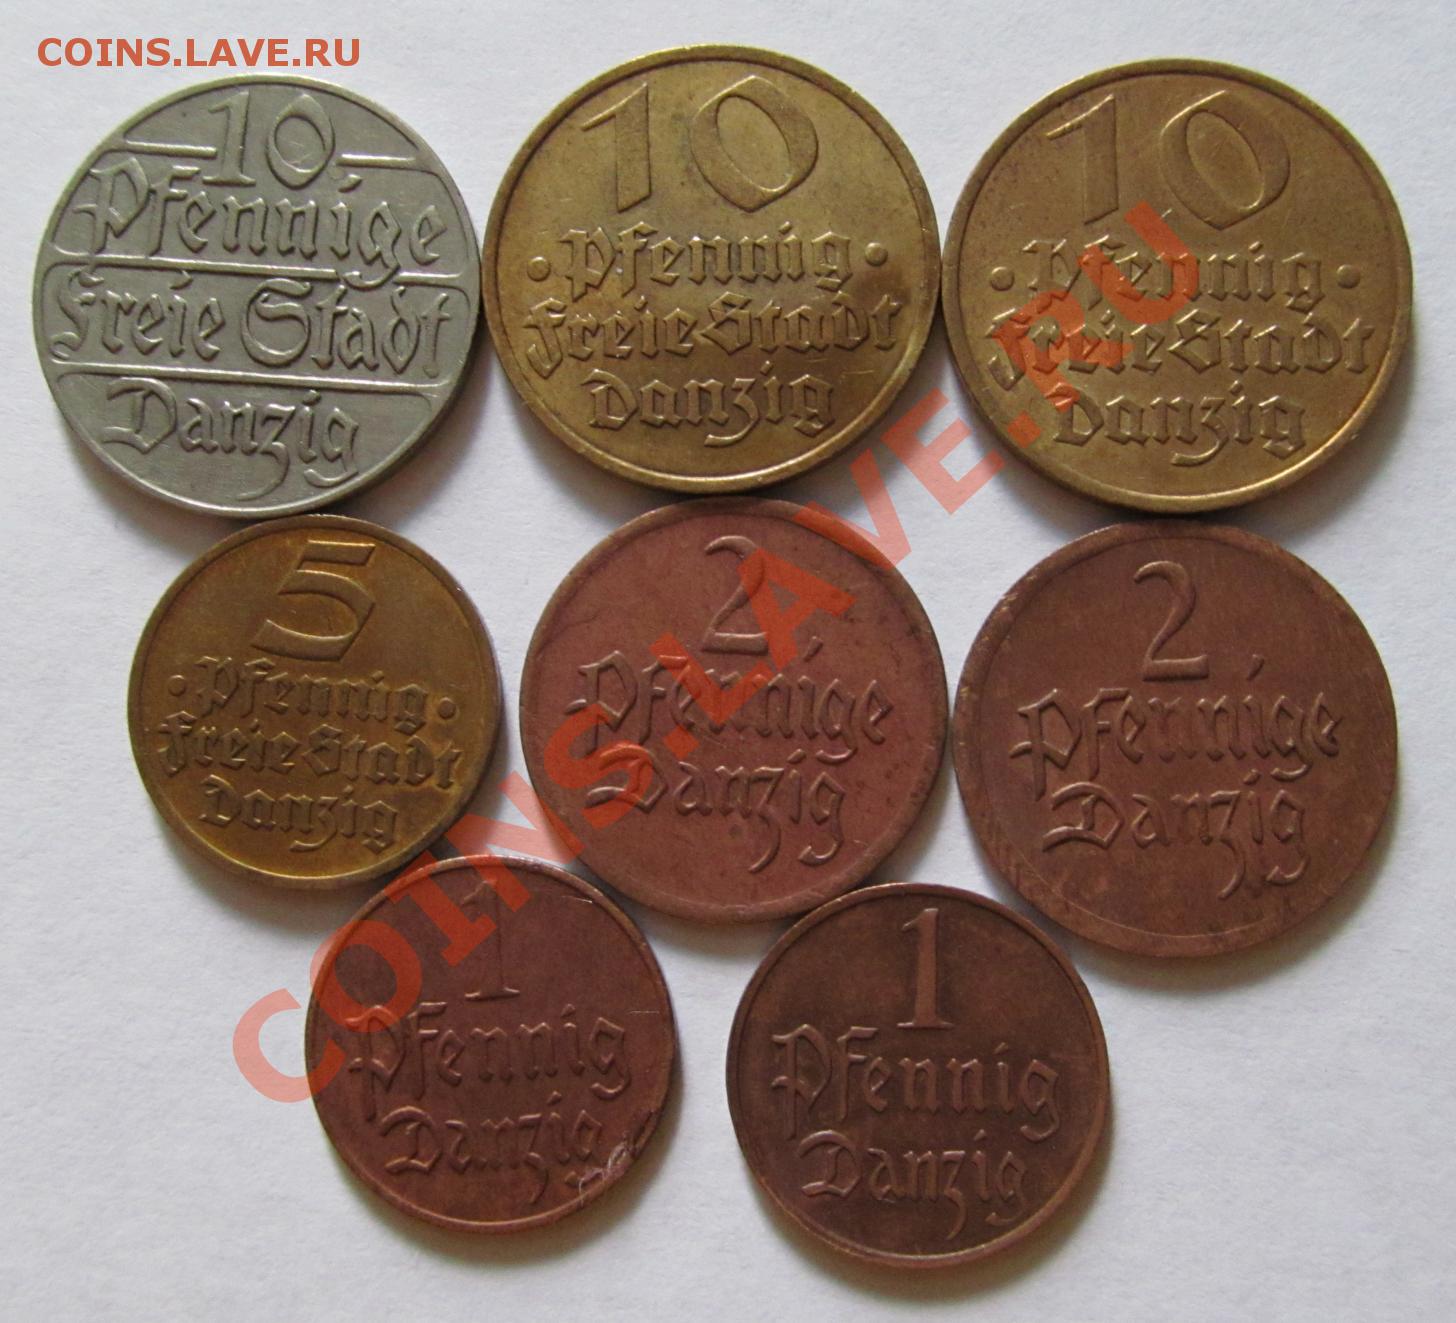 COINS.LAVE.RU
10
Pfennige
Freie Stadt
Danzig
10
· Pfennig ·
Freie Stadt
Danzig
10
· Pfennig ·
Freie Stadt
Danzig
5
· Pfennig ·
Freie Stadt
Danzig
2
Pfennige
Danzig
2
Pfennige
Danzig
1
Pfennig
Danzig
1
Pfennig
Danzig
COINS.LAVE.RU